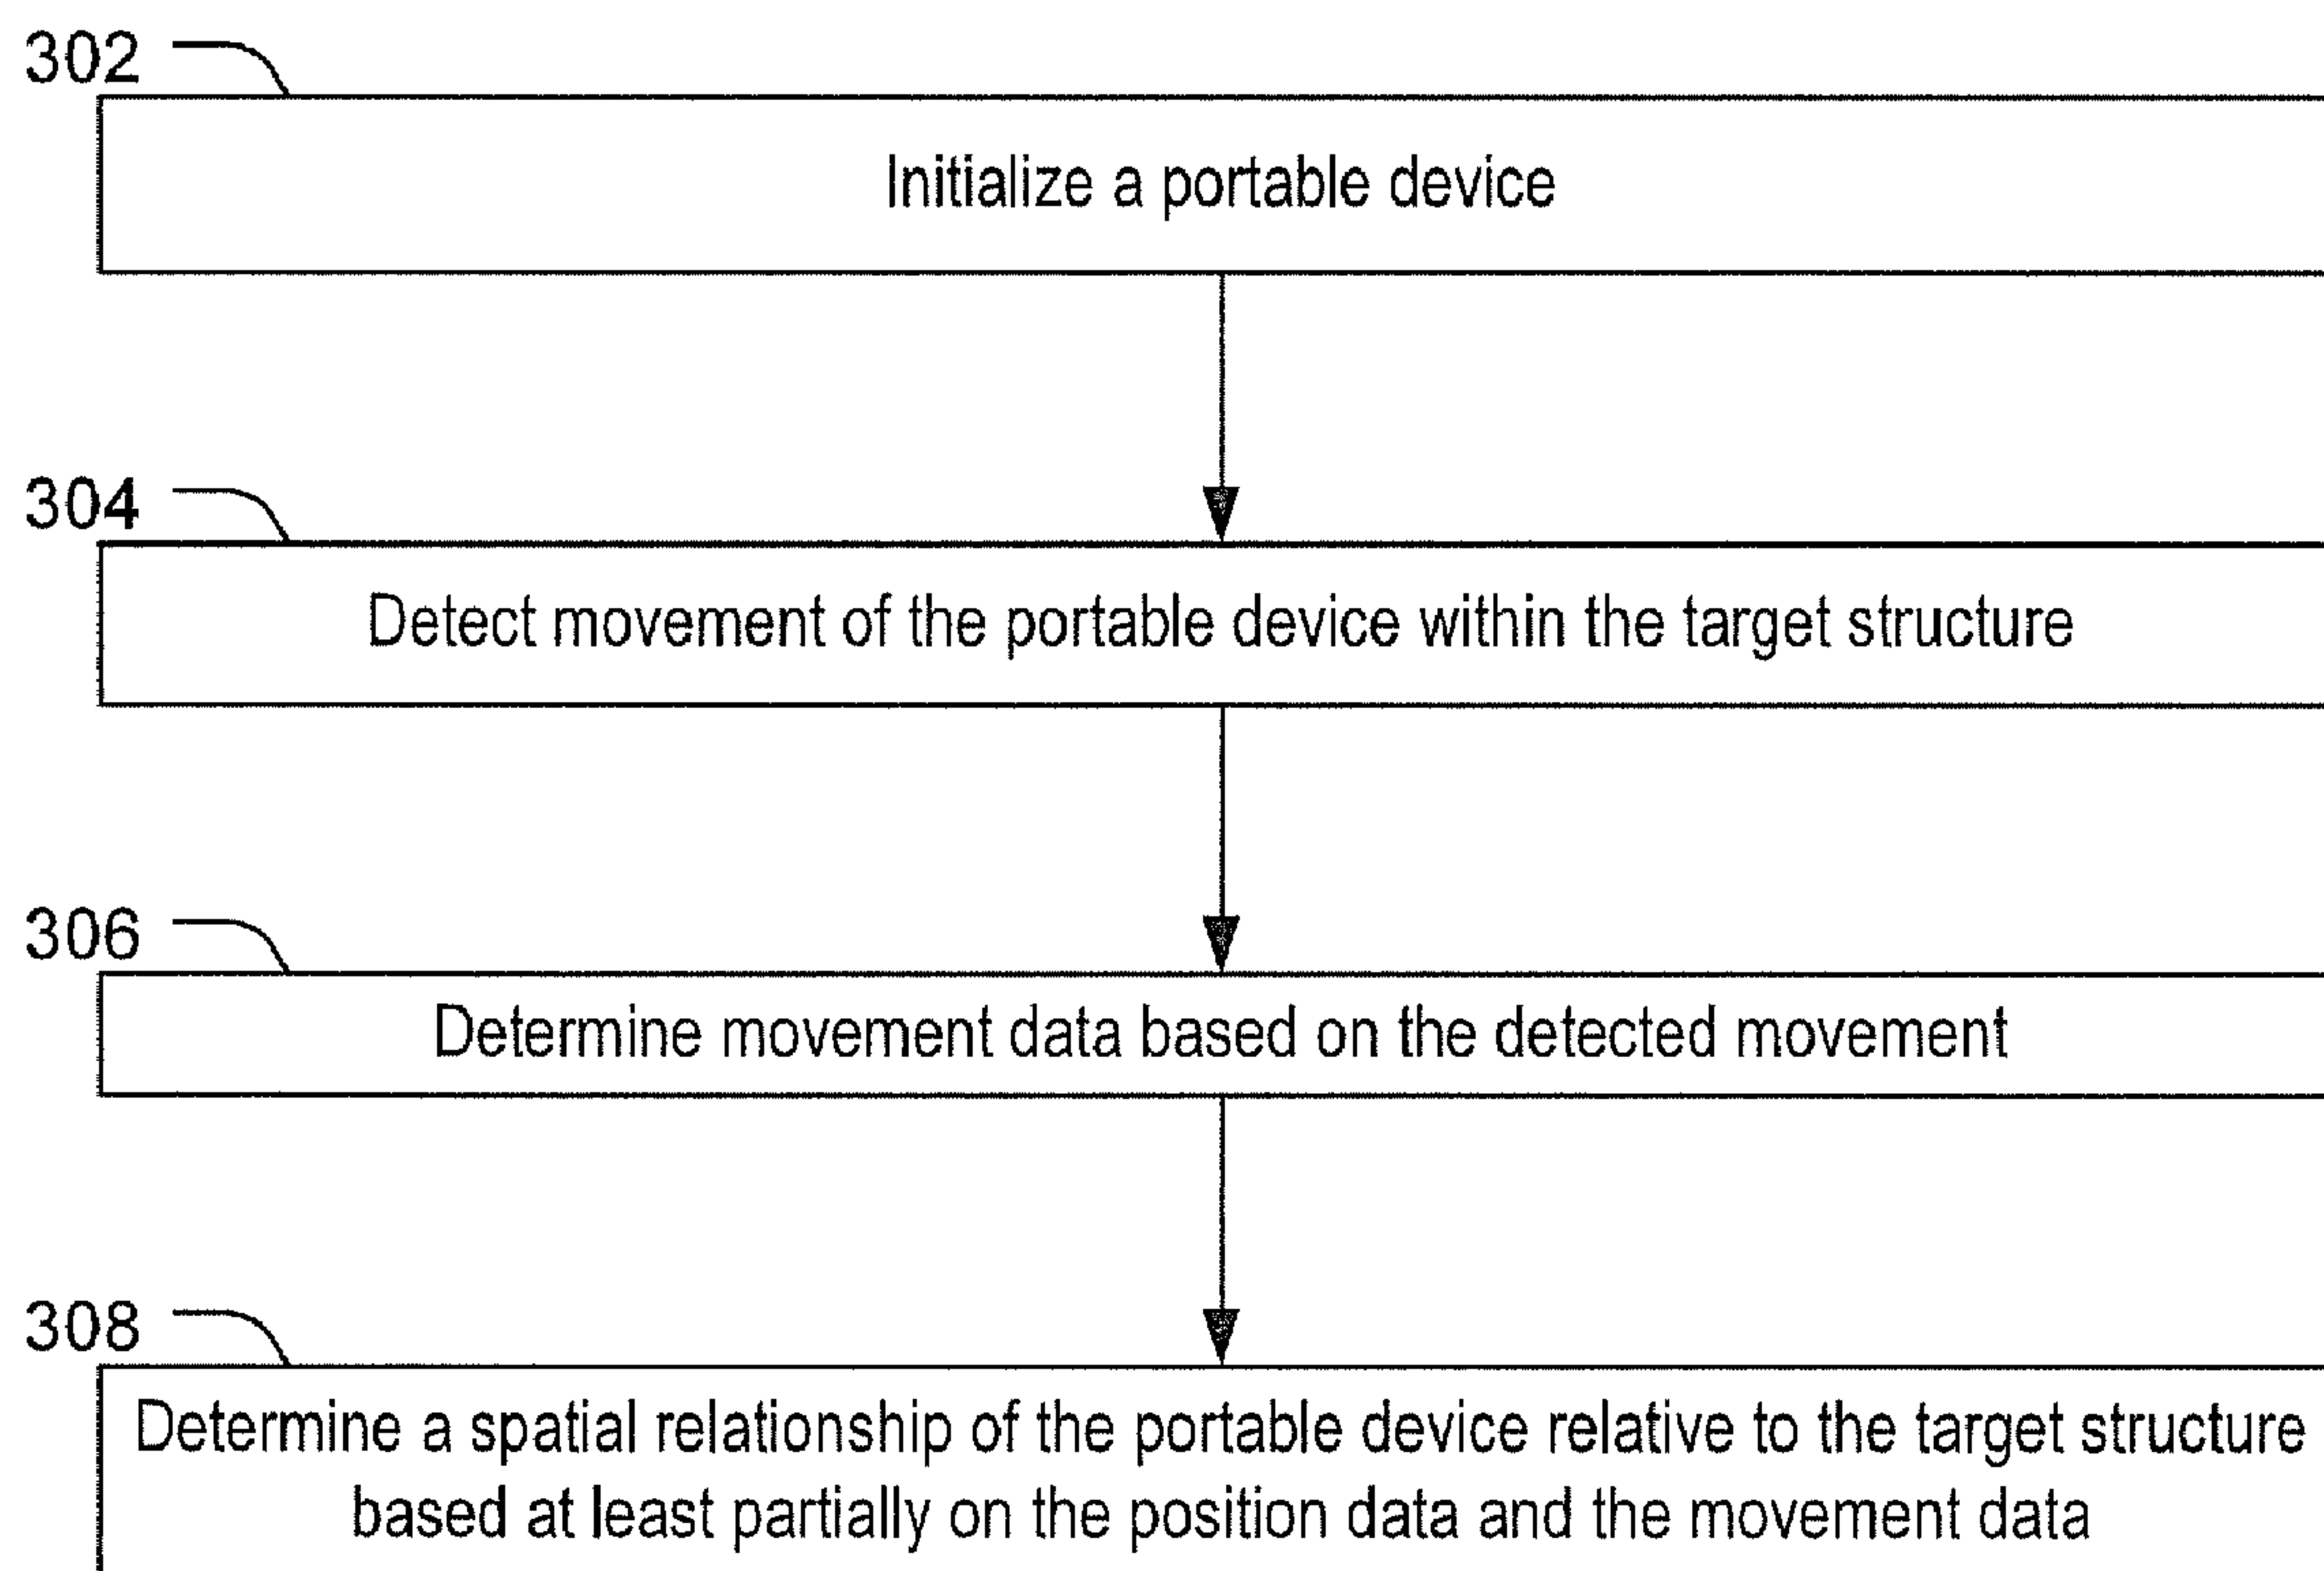 302
Initialize a portable device
304
Detect movement of the portable device within the target structure
306
Determine movement data based on the detected movement
308
Determine a spatial relationship of the portable device relative to the target structure
based at least partially on the position data and the movement data